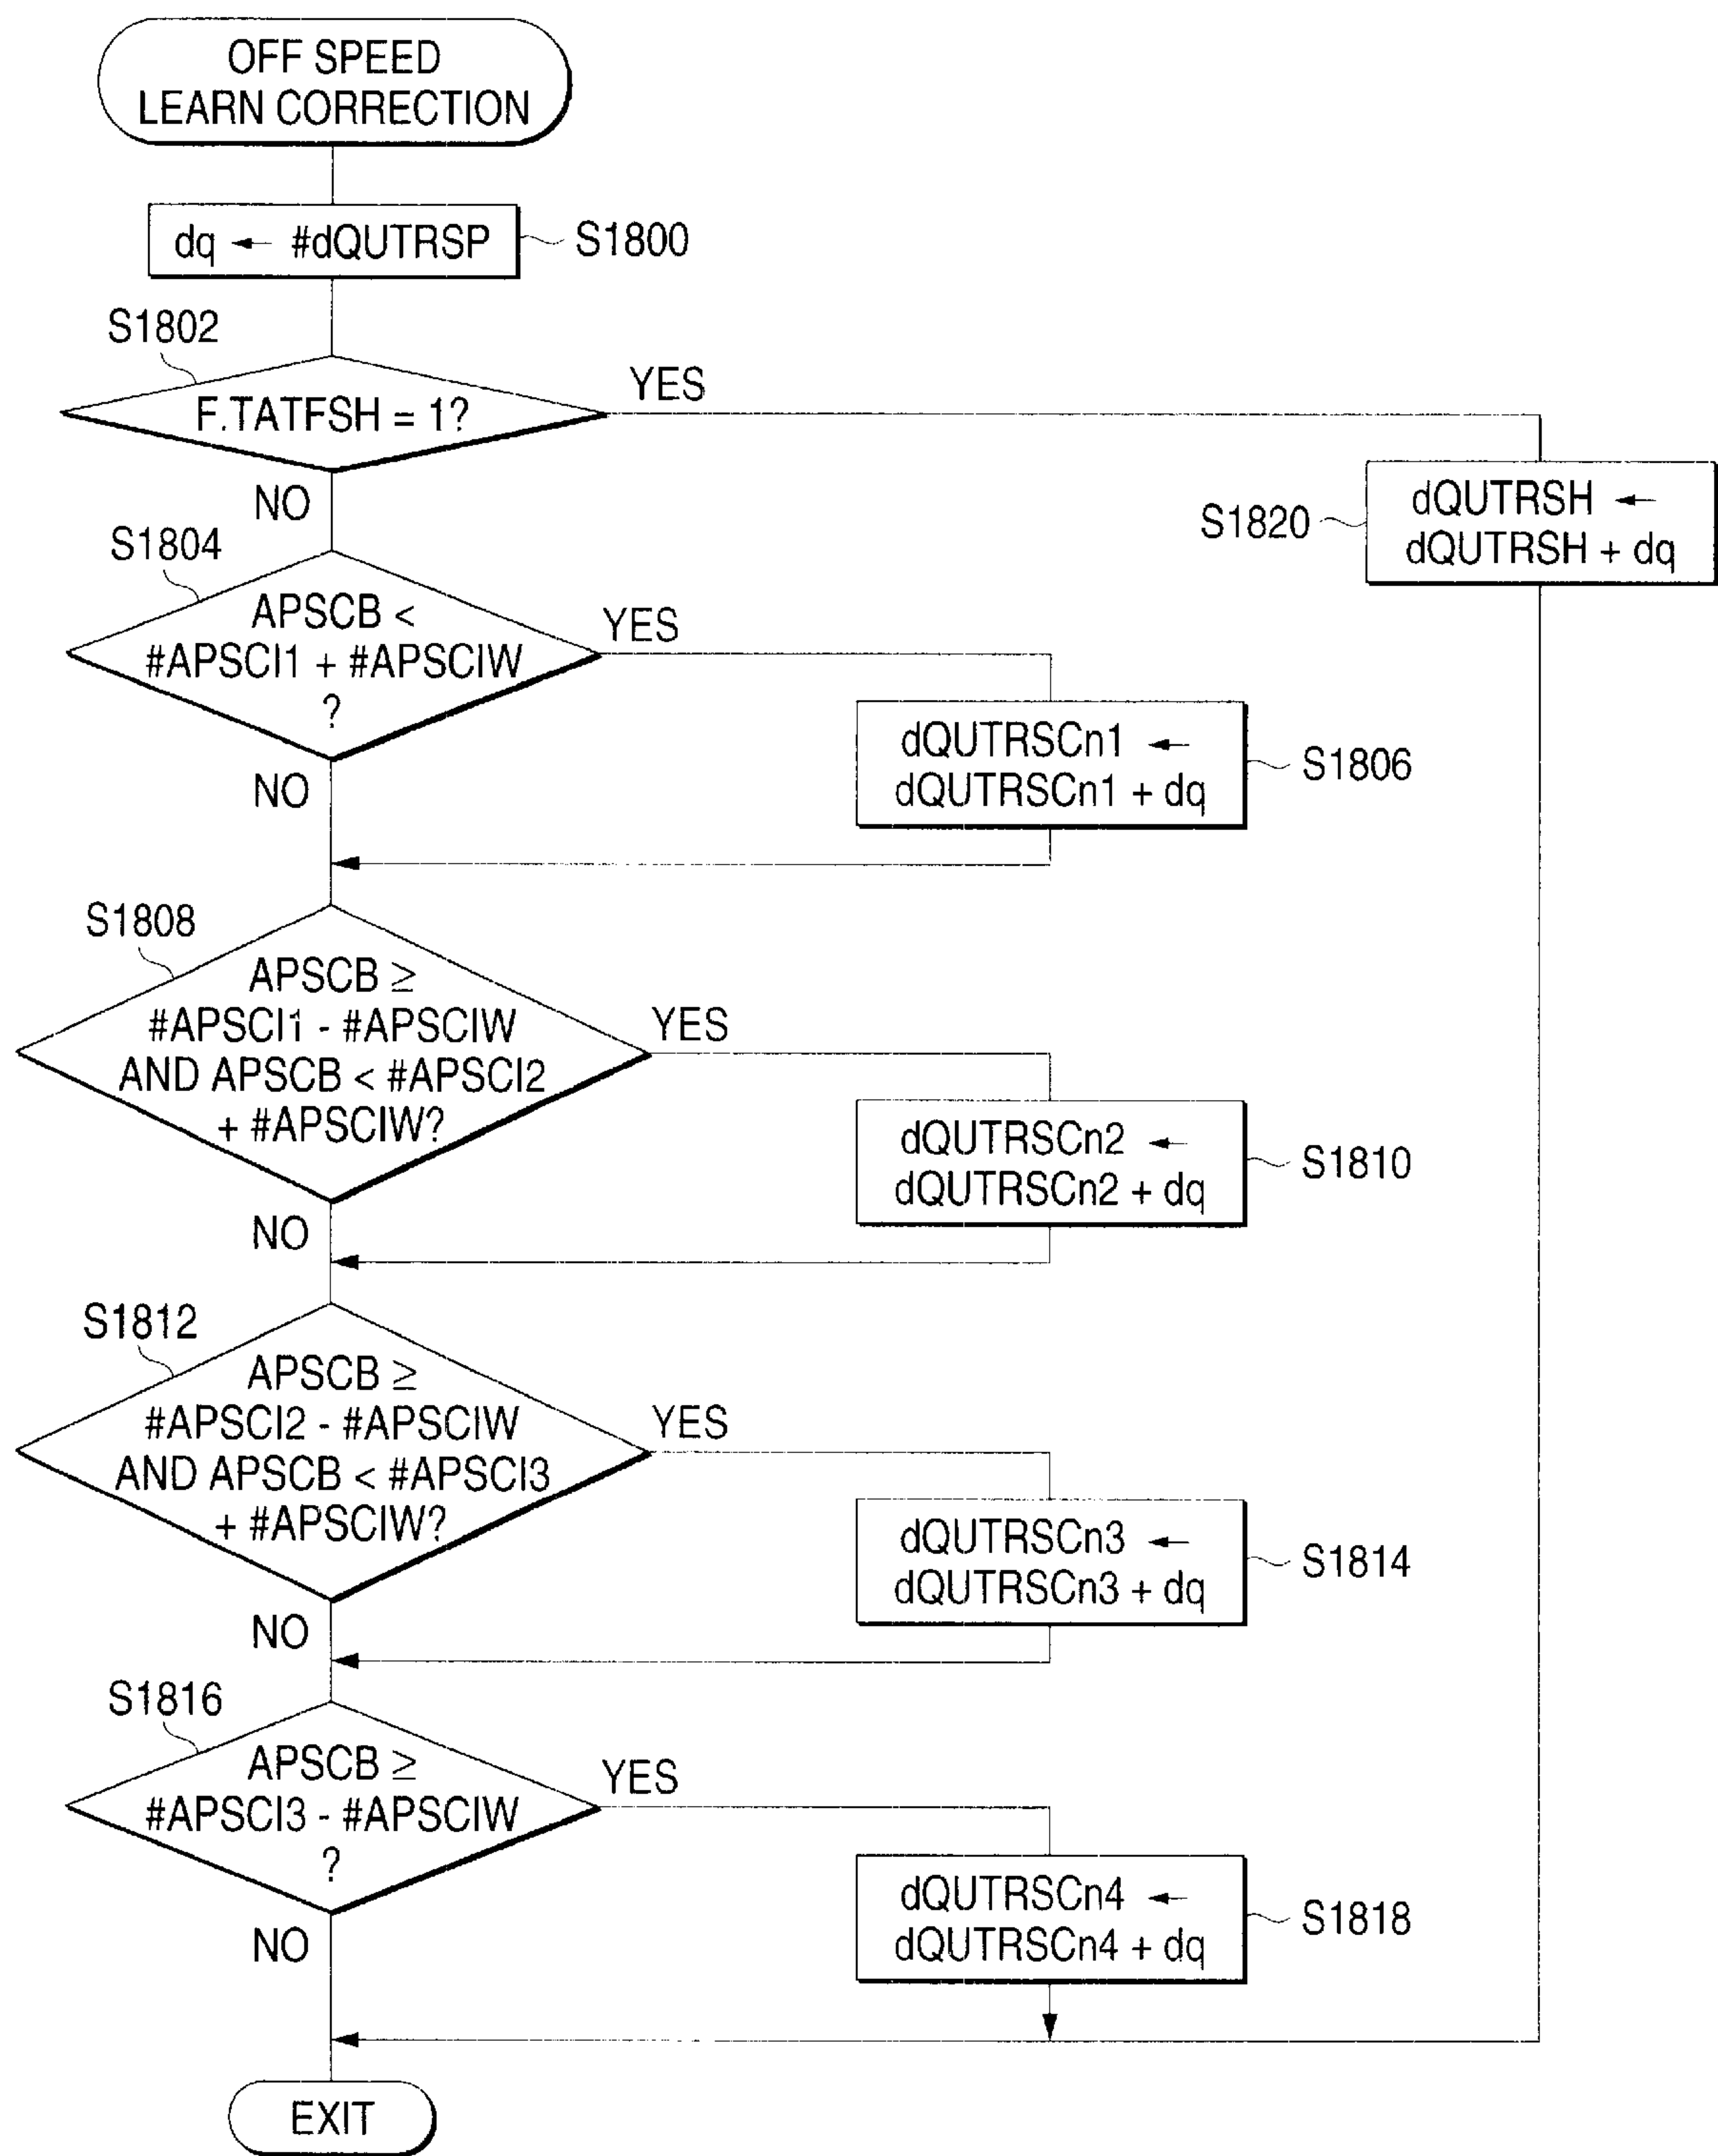 OFF SPEED
LEARN CORRECTION
dq ← #dQUTRSP
S1800
S1802
F.TATFSH = 1?
YES
NO
dQUTRSH ←
dQUTRSH + dq
S1820
S1804
APSCB <
#APSCI1 + #APSCIW
?
YES
NO
dQUTRSCn1 ←
dQUTRSCn1 + dq
S1806
S1808
APSCB ≥
#APSCI1 - #APSCIW
AND APSCB < #APSCI2
+ #APSCIW?
YES
NO
dQUTRSCn2 ←
dQUTRSCn2 + dq
S1810
S1812
APSCB ≥
#APSCI2 - #APSCIW
AND APSCB < #APSCI3
+ #APSCIW?
YES
NO
dQUTRSCn3 ←
dQUTRSCn3 + dq
S1814
S1816
APSCB ≥
#APSCI3 - #APSCIW
?
YES
NO
dQUTRSCn4 ←
dQUTRSCn4 + dq
S1818
EXIT